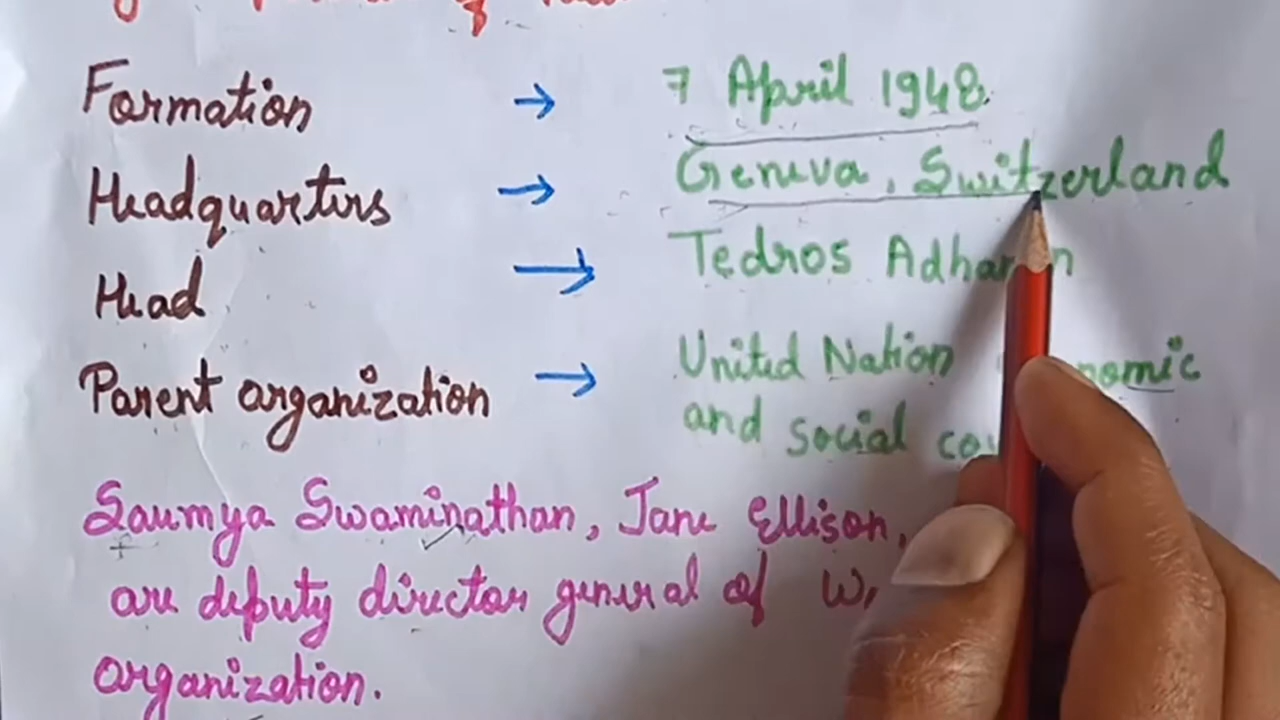 Formation → 7 April 1948.
Headquarters → Geneva, Switzerland
Head → Tedros
Parent organization → United Nation
and social
Saumya Swaminathan, Jane Ellison,
are deputy director general of
organization.